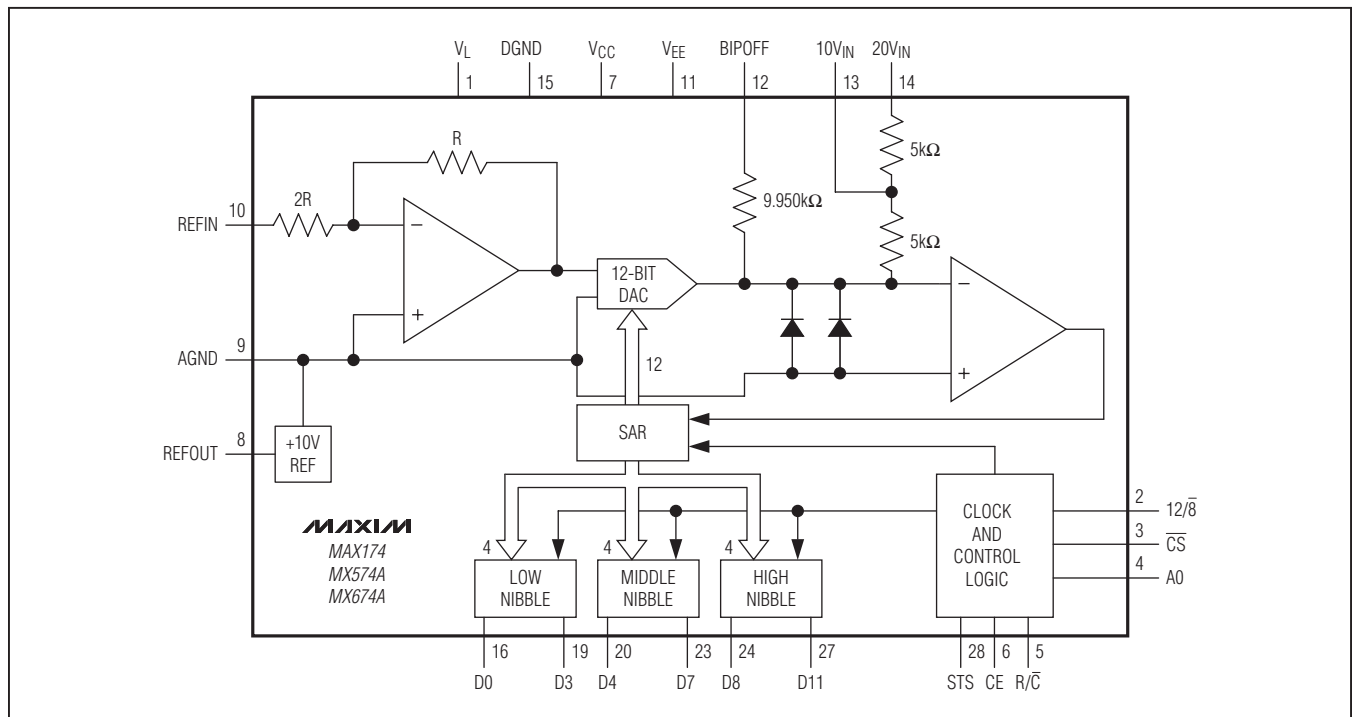 VL DGND VCC VEE BIPOFF 10VIN 20VIN
1 15 7 11 12 13 14
R
5kΩ
2R
9.950kΩ
10
REFIN
−
5kΩ
12-BIT
DAC
−
+
9
AGND
12
+
8
REFOUT
+10V
REF
SAR
MAXIM
MAX174
MX574A
MX674A
4 4 4
LOW
NIBBLE
MIDDLE
NIBBLE
HIGH
NIBBLE
CLOCK
AND
CONTROL
LOGIC
2
12/8̅
3
C̅S̅
4
A0
16 19 20 23 24 27 28 6 5
D0 D3 D4 D7 D8 D11 STS CE R/C̅